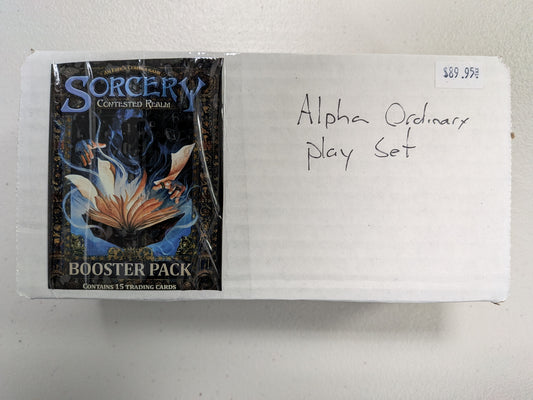 SORCERY
CONTESTED REALM
BOOSTER PACK
CONTAINS 15 TRADING CARDS
$89.95
Alpha Ordinary
Play Set